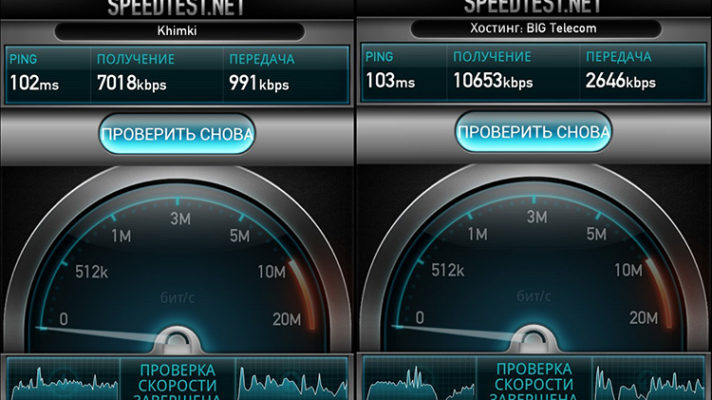 SPEEDTEST.NET
Khimki
PING ПОЛУЧЕНИЕ ПЕРЕДАЧА
102ms 7018kbps 991kbps
ПРОВЕРИТЬ СНОВА
3M
1M 5M
512k 10M
бит/с
0 20M
ПРОВЕРКА
СКОРОСТИ
ЗАВЕРШЕНА
SPEEDTEST.NET
Хостинг: BIG Telecom
PING ПОЛУЧЕНИЕ ПЕРЕДАЧА
103ms 10653kbps 2646kbps
ПРОВЕРИТЬ СНОВА
3M
1M 5M
512k 10M
бит/с
0 20M
ПРОВЕРКА
СКОРОСТИ
ЗАВЕРШЕНА